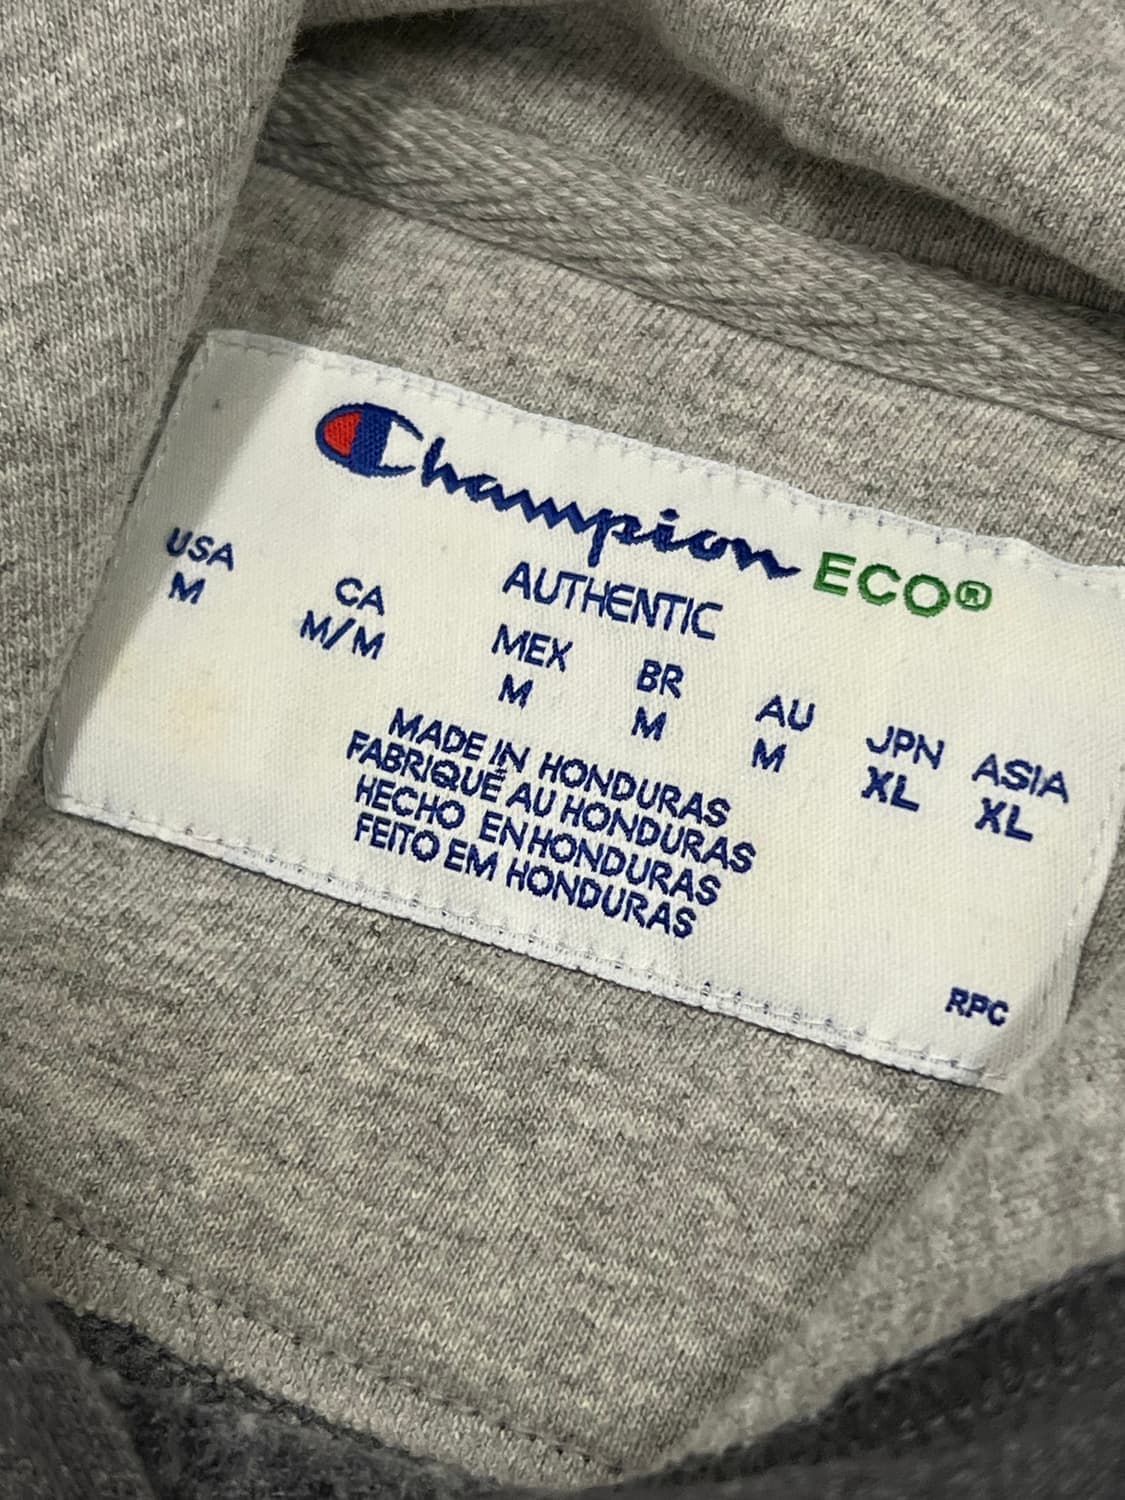 Champion ECO®
AUTHENTIC
USA CA MEX BR AU JPN ASIA
M M/M M M M XL XL
MADE IN HONDURAS
FABRIQUÉ AU HONDURAS
HECHO EN HONDURAS
FEITO EM HONDURAS
RPC